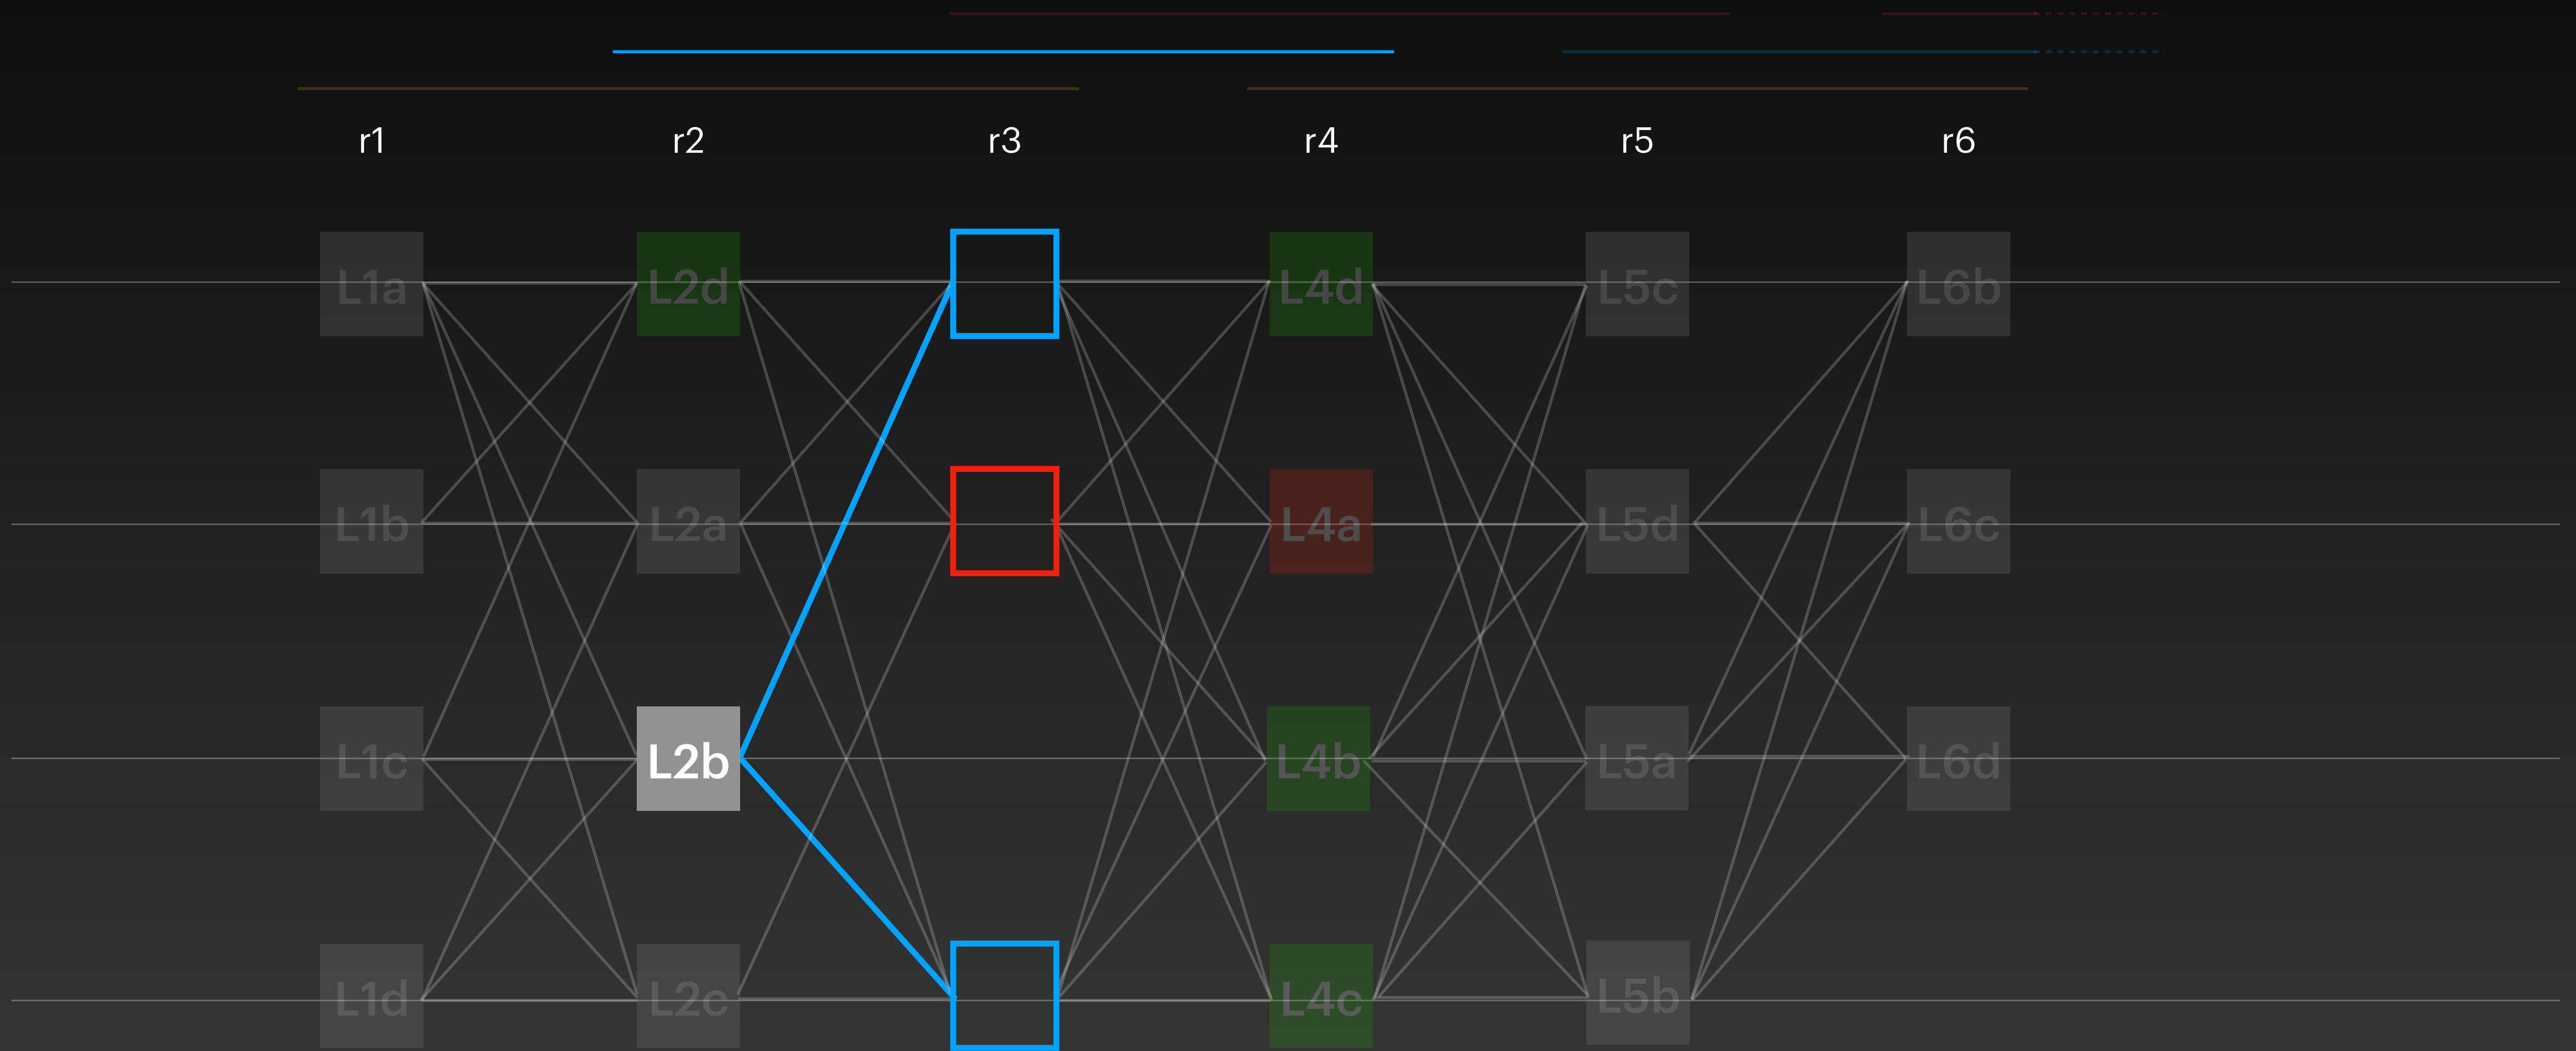 r1 r2 r3 r4 r5 r6
L1a L2d L4d L5c L6b
L1b L2a L4a L5d L6c
L1c L2b L4b L5a L6d
L1d L2c L4c L5b